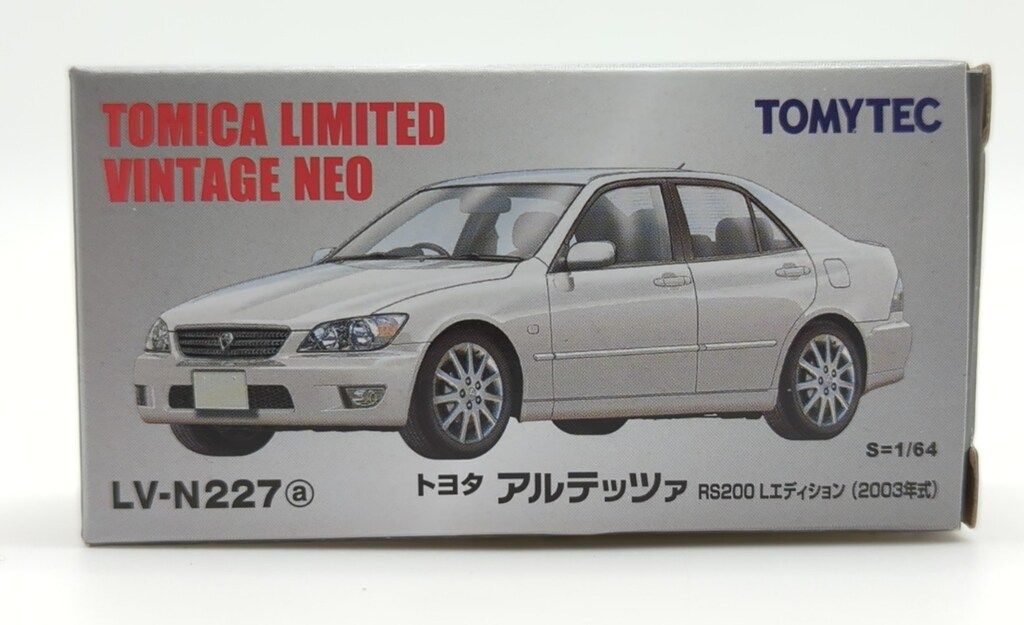 TOMICA LIMITED
VINTAGE NEO
TOMYTEC
S=1/64
LV-N227ⓐ
トヨタ アルテッツァ RS200 Lエディション (2003年式)